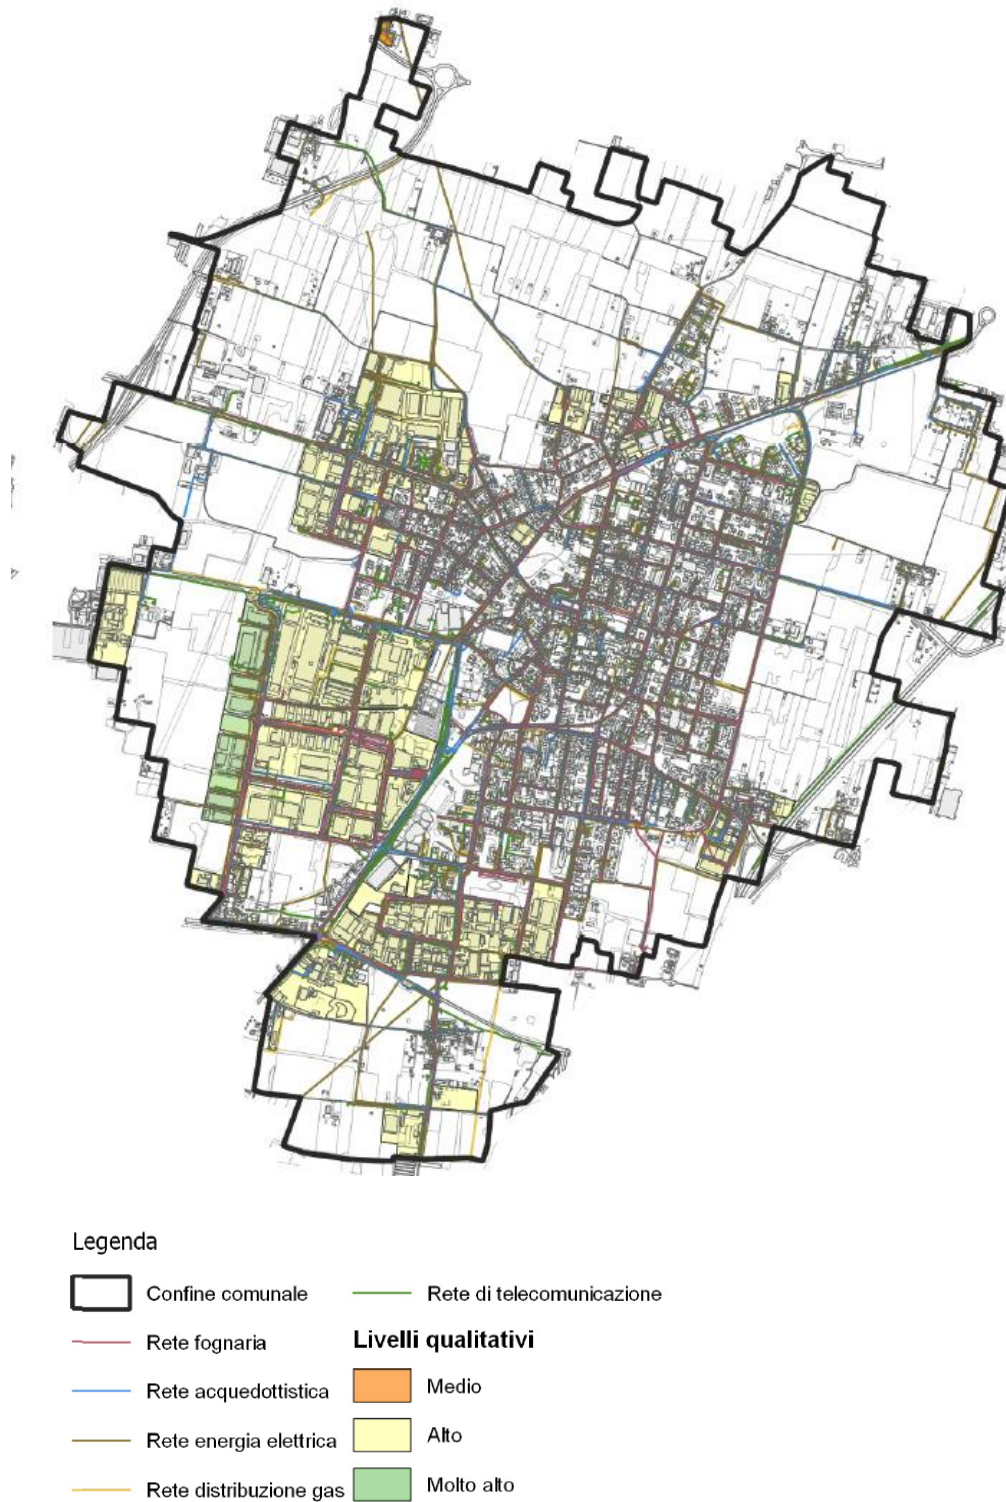 Legenda
Confine comunale
Rete di telecomunicazione
Rete fognaria
Livelli qualitativi
Rete acquedottistica
Medio
Rete energia elettrica
Alto
Rete distribuzione gas
Molto alto